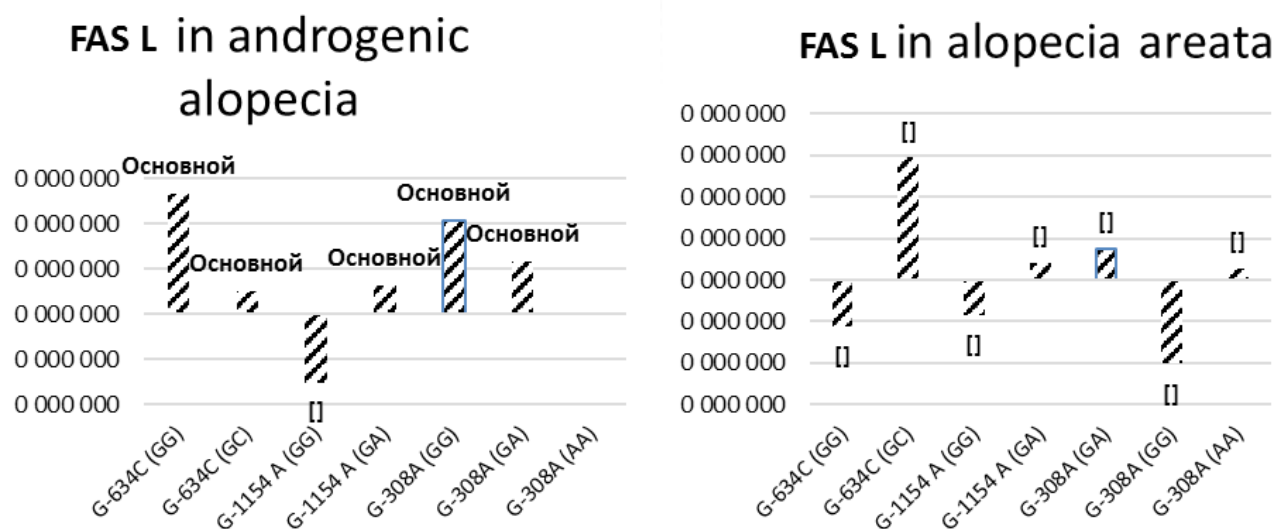 FAS L in androgenic
alopecia
0 000 000
0 000 000
0 000 000
0 000 000
0 000 000
0 000 000
Основной
Основной
[]
Основной
Основной
Основной
G-634C (GG)
G-634C (GC)
G-1154 A (GG)
G-1154 A (GA)
G-308A (GG)
G-308A (GA)
G-308A (AA)
FAS L in alopecia areata
0 000 000
0 000 000
0 000 000
0 000 000
0 000 000
0 000 000
0 000 000
0 000 000
[]
[]
[]
[]
[]
[]
[]
G-634C (GG)
G-634C (GC)
G-1154 A (GG)
G-1154 A (GA)
G-308A (GA)
G-308A (GG)
G-308A (AA)